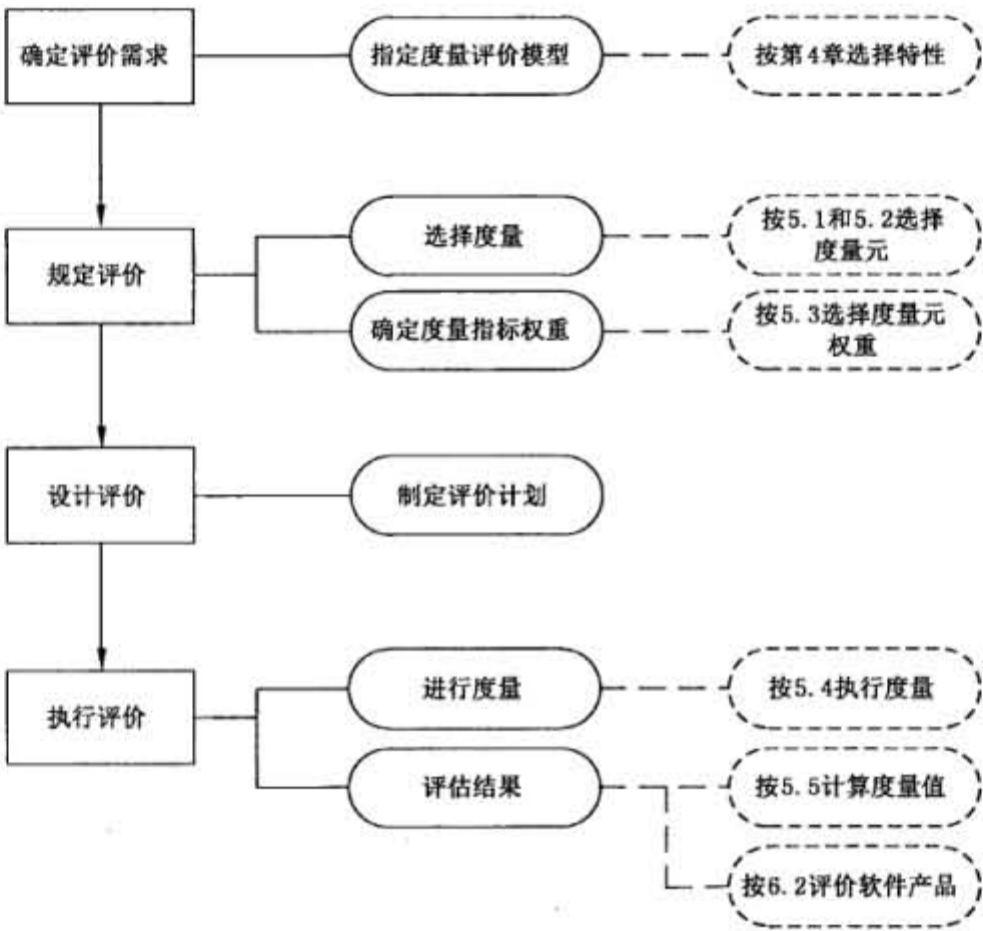 确定评价需求
指定度量评价模型
按第4章选择特性
规定评价
选择度量
按5.1和5.2选择
度量元
确定度量指标权重
按5.3选择度量元
权重
设计评价
制定评价计划
执行评价
进行度量
按5.4执行度量
评估结果
按5.5计算度量值
按6.2评价软件产品